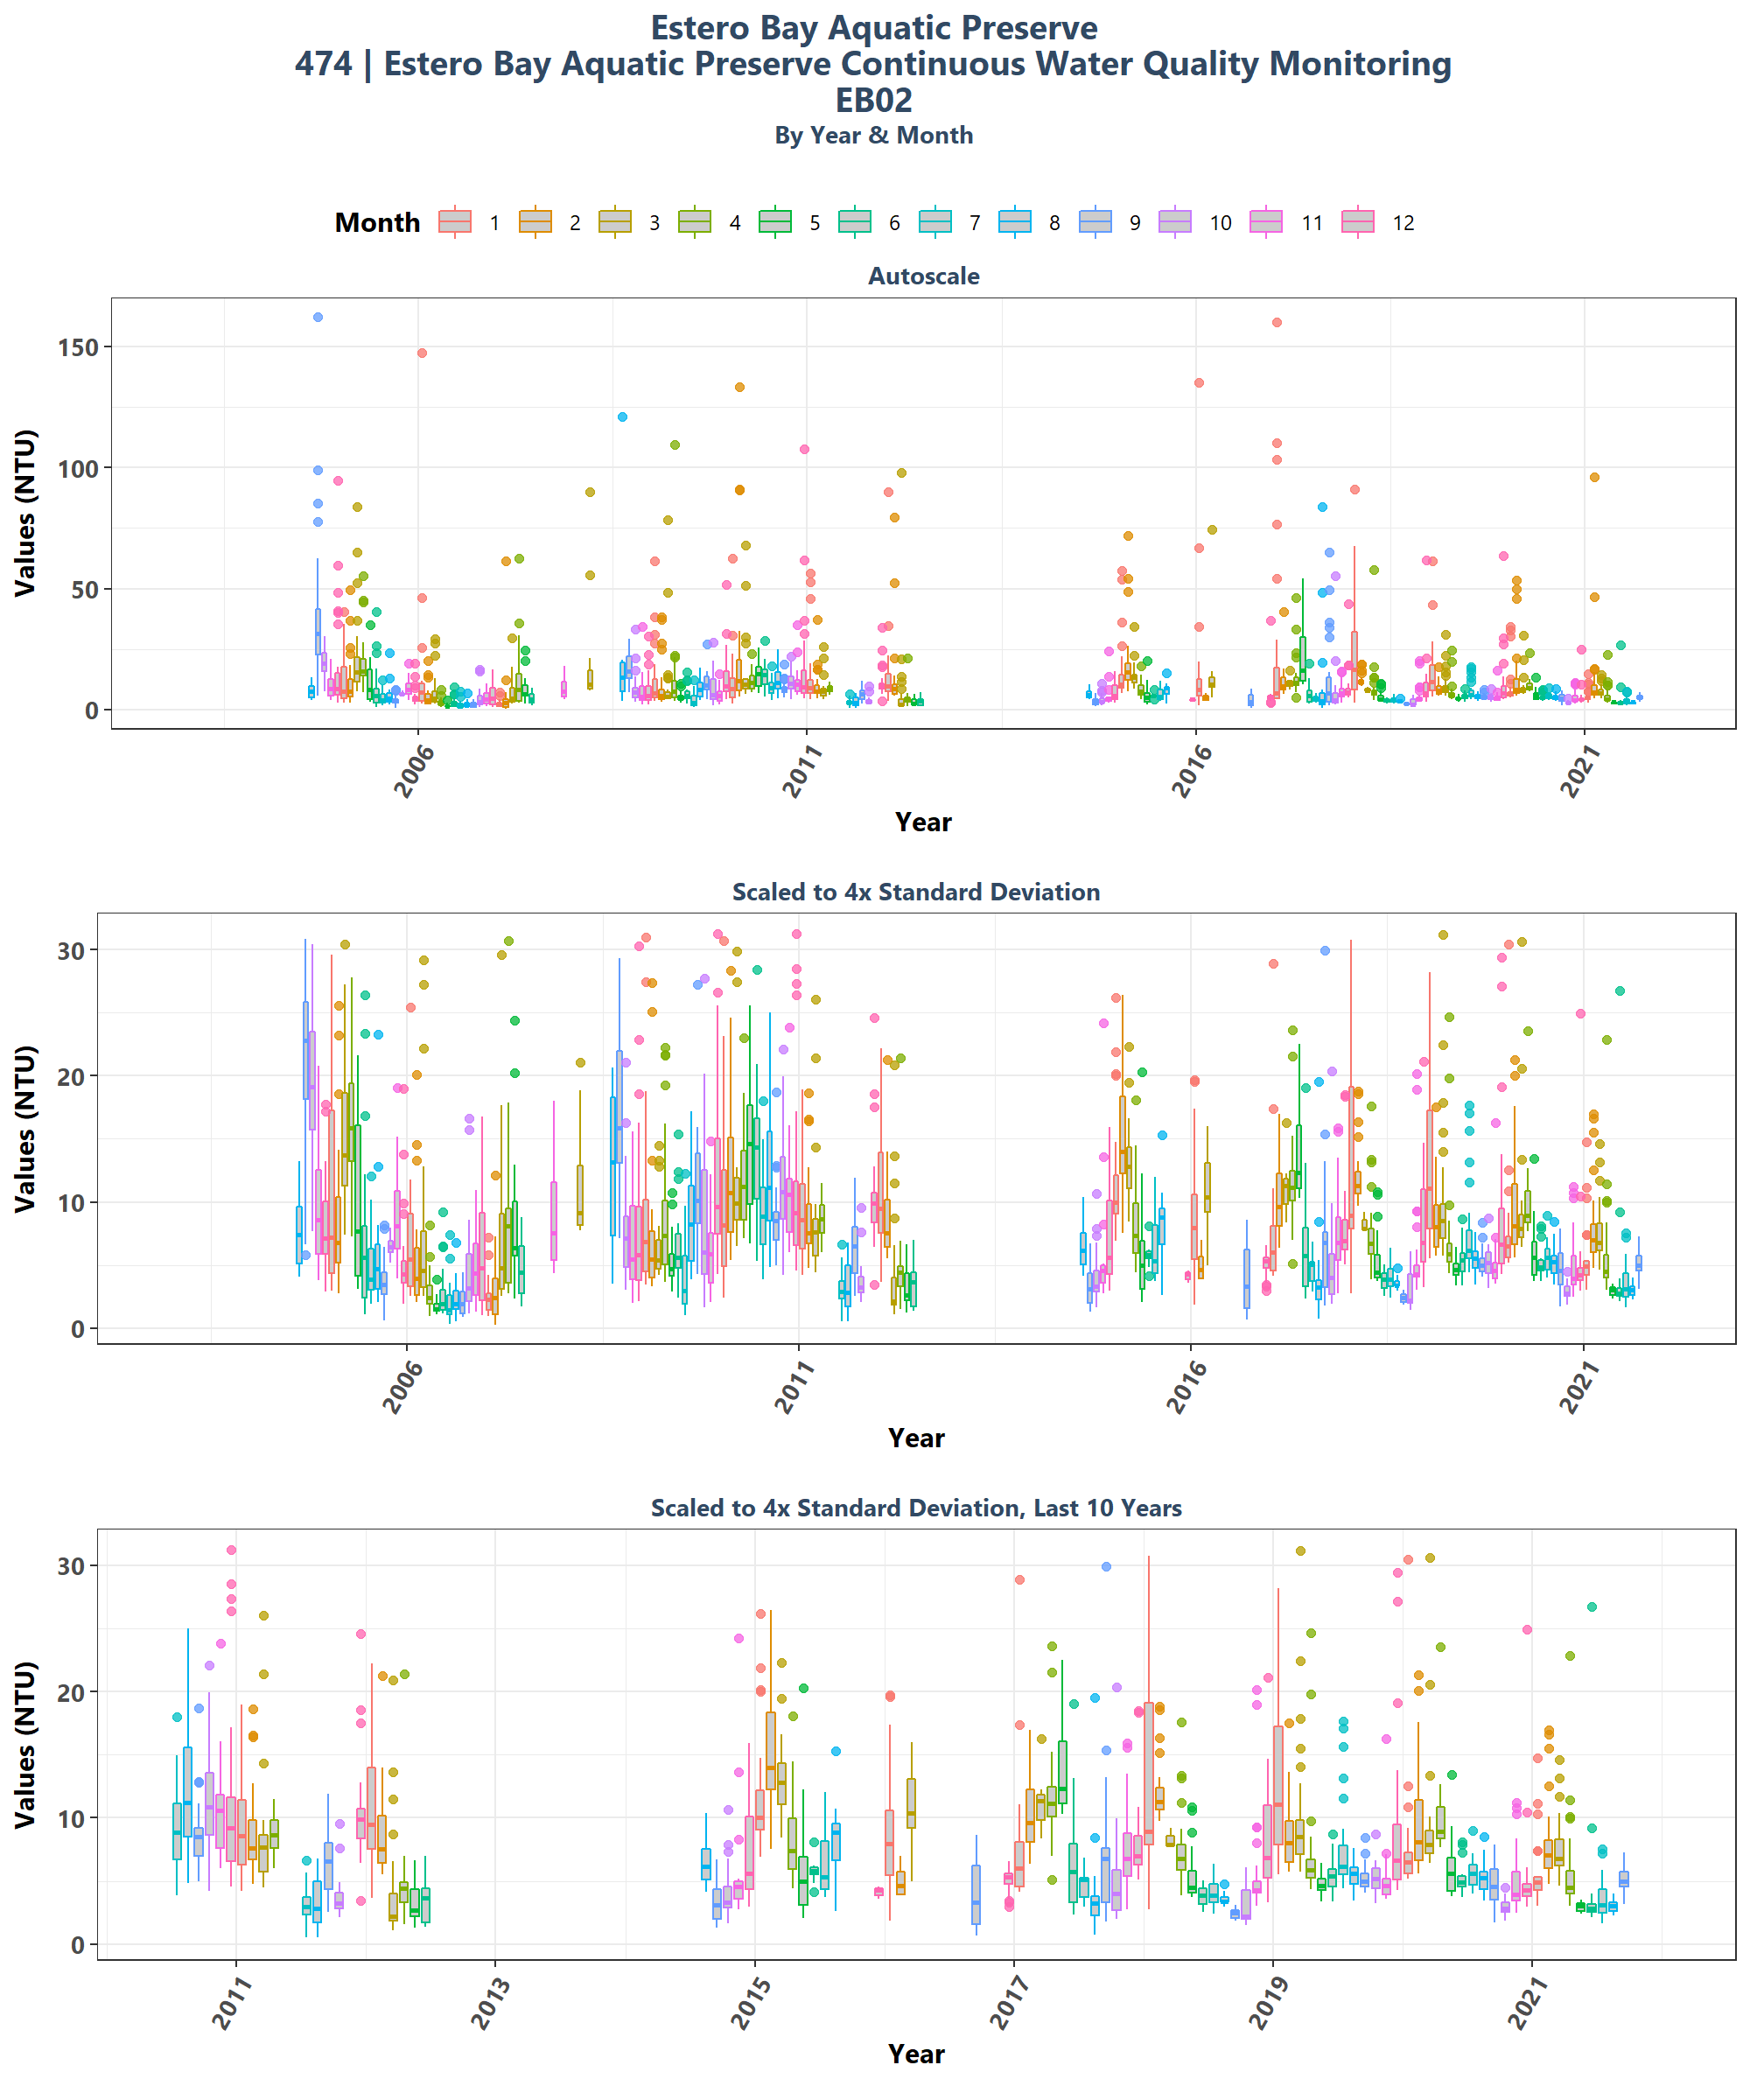 Estero Bay Aquatic Preserve
474 | Estero Bay Aquatic Preserve Continuous Water Quality Monitoring
EB02
By Year & Month
Month 1 2 3 4 5 6 7 8 9 10 11 12
Autoscale
Values (NTU)
150
100
50
0
2006 2011 2016 2021
Year
Scaled to 4x Standard Deviation
Values (NTU)
30
20
10
0
2006 2011 2016 2021
Year
Scaled to 4x Standard Deviation, Last 10 Years
Values (NTU)
30
20
10
0
2011 2013 2015 2017 2019 2021
Year